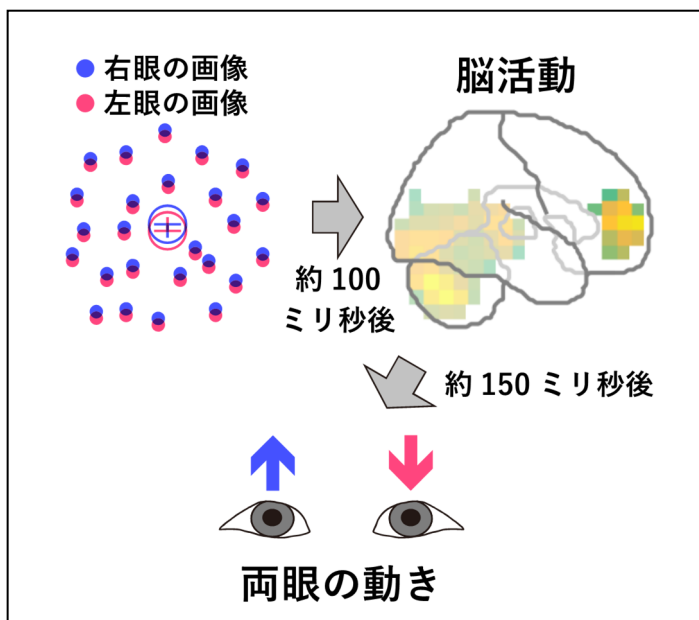 右眼の画像
左眼の画像
脳活動
約 100
ミリ秒後
約 150 ミリ秒後
両眼の動き